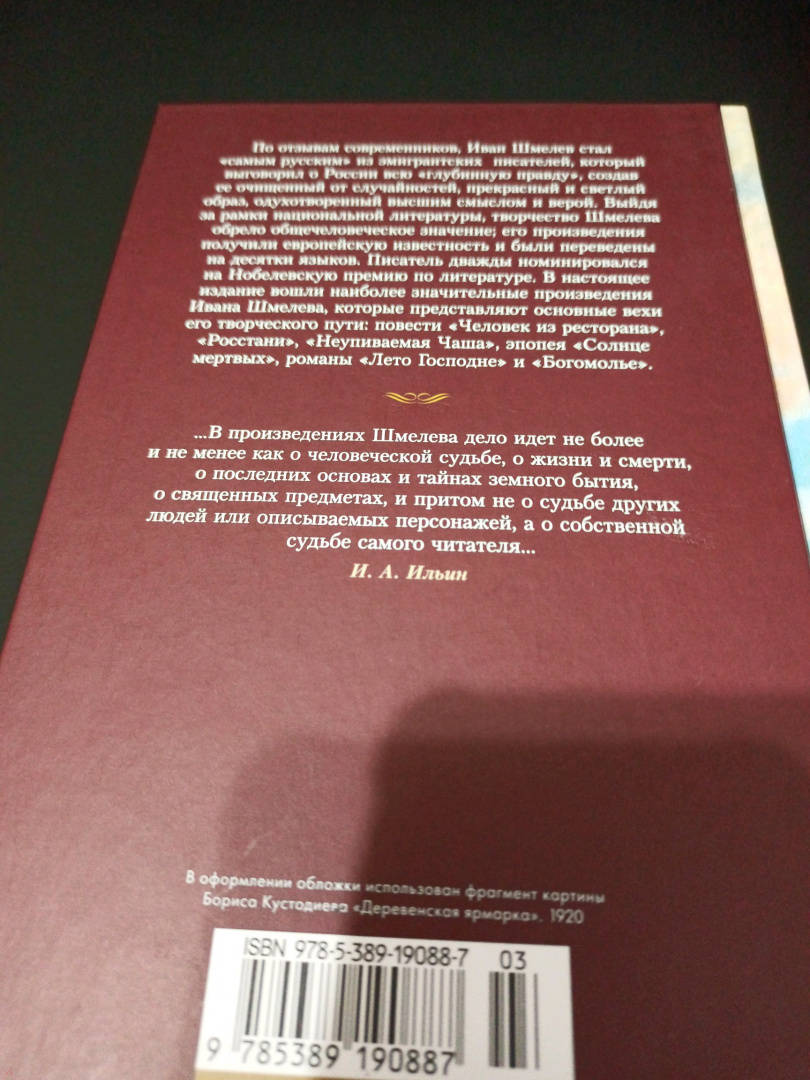 По отзывам современников, Иван Шмелев стал
«самым русским» из эмигрантских писателей, который
выговорил о России всю «глубинную правду», создав
ее очищенный от случайностей, прекрасный и светлый
образ, одухотворенный высшим смыслом и верой. Выйдя
за рамки национальной литературы, творчество Шмелева
обрело общечеловеческое значение; его произведения
получили европейскую известность и были переведены
на десятки языков. Писатель дважды номинировался
на Нобелевскую премию по литературе. В настоящее
издание вошли наиболее значительные произведения
Ивана Шмелева, которые представляют основные вехи
его творческого пути: повести «Человек из ресторана»,
«Росстани», «Неупиваемая Чаша», эпопея «Солнце
мертвых», романы «Лето Господне» и «Богомолье».
...В произведениях Шмелева дело идет не более
и не менее как о человеческой судьбе, о жизни и смерти,
о последних основах и тайнах земного бытия,
о священных предметах, и притом не о судьбе других
людей или описываемых персонажей, а о собственной
судьбе самого читателя...
И. А. Ильин
В оформлении обложки использован фрагмент картины
Бориса Кустодиева «Деревенская ярмарка». 1920
ISBN 978-5-389-19088-7 03
9 785389 190887